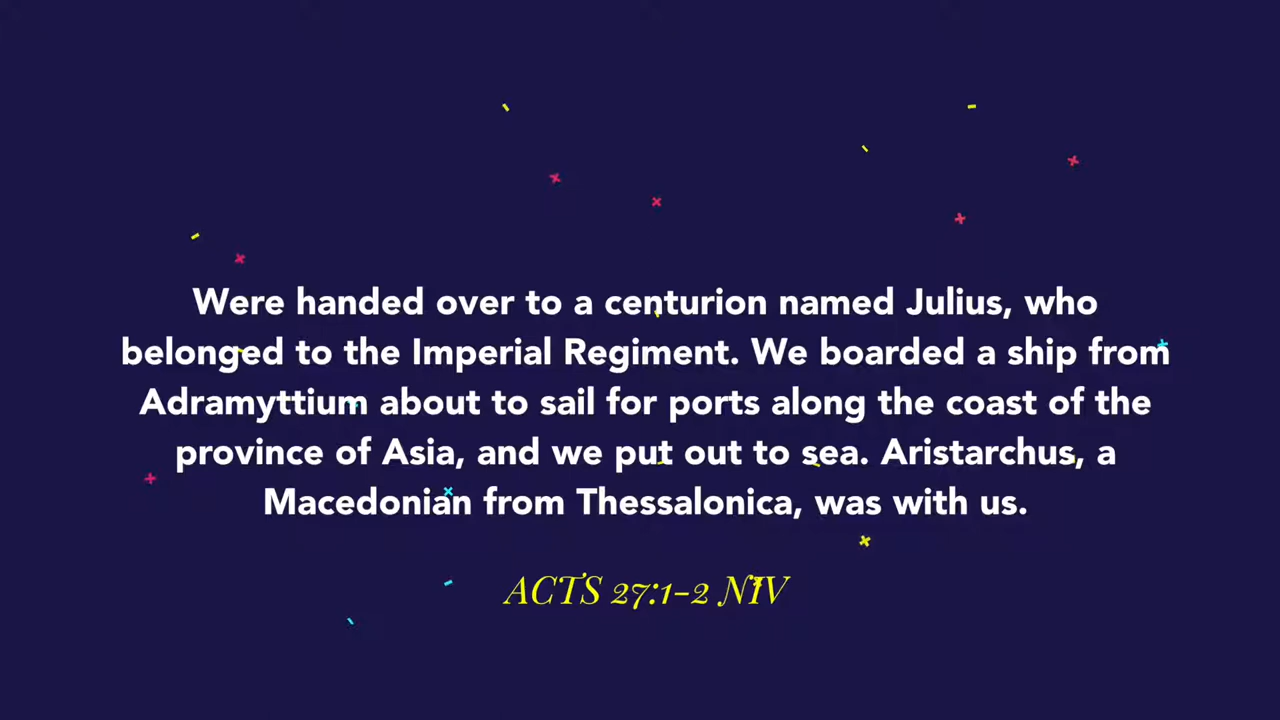 Were handed over to a centurion named Julius, who
belonged to the Imperial Regiment. We boarded a ship from
Adramyttium about to sail for ports along the coast of the
province of Asia, and we put out to sea. Aristarchus, a
Macedonian from Thessalonica, was with us.
ACTS 27:1-2 NIV